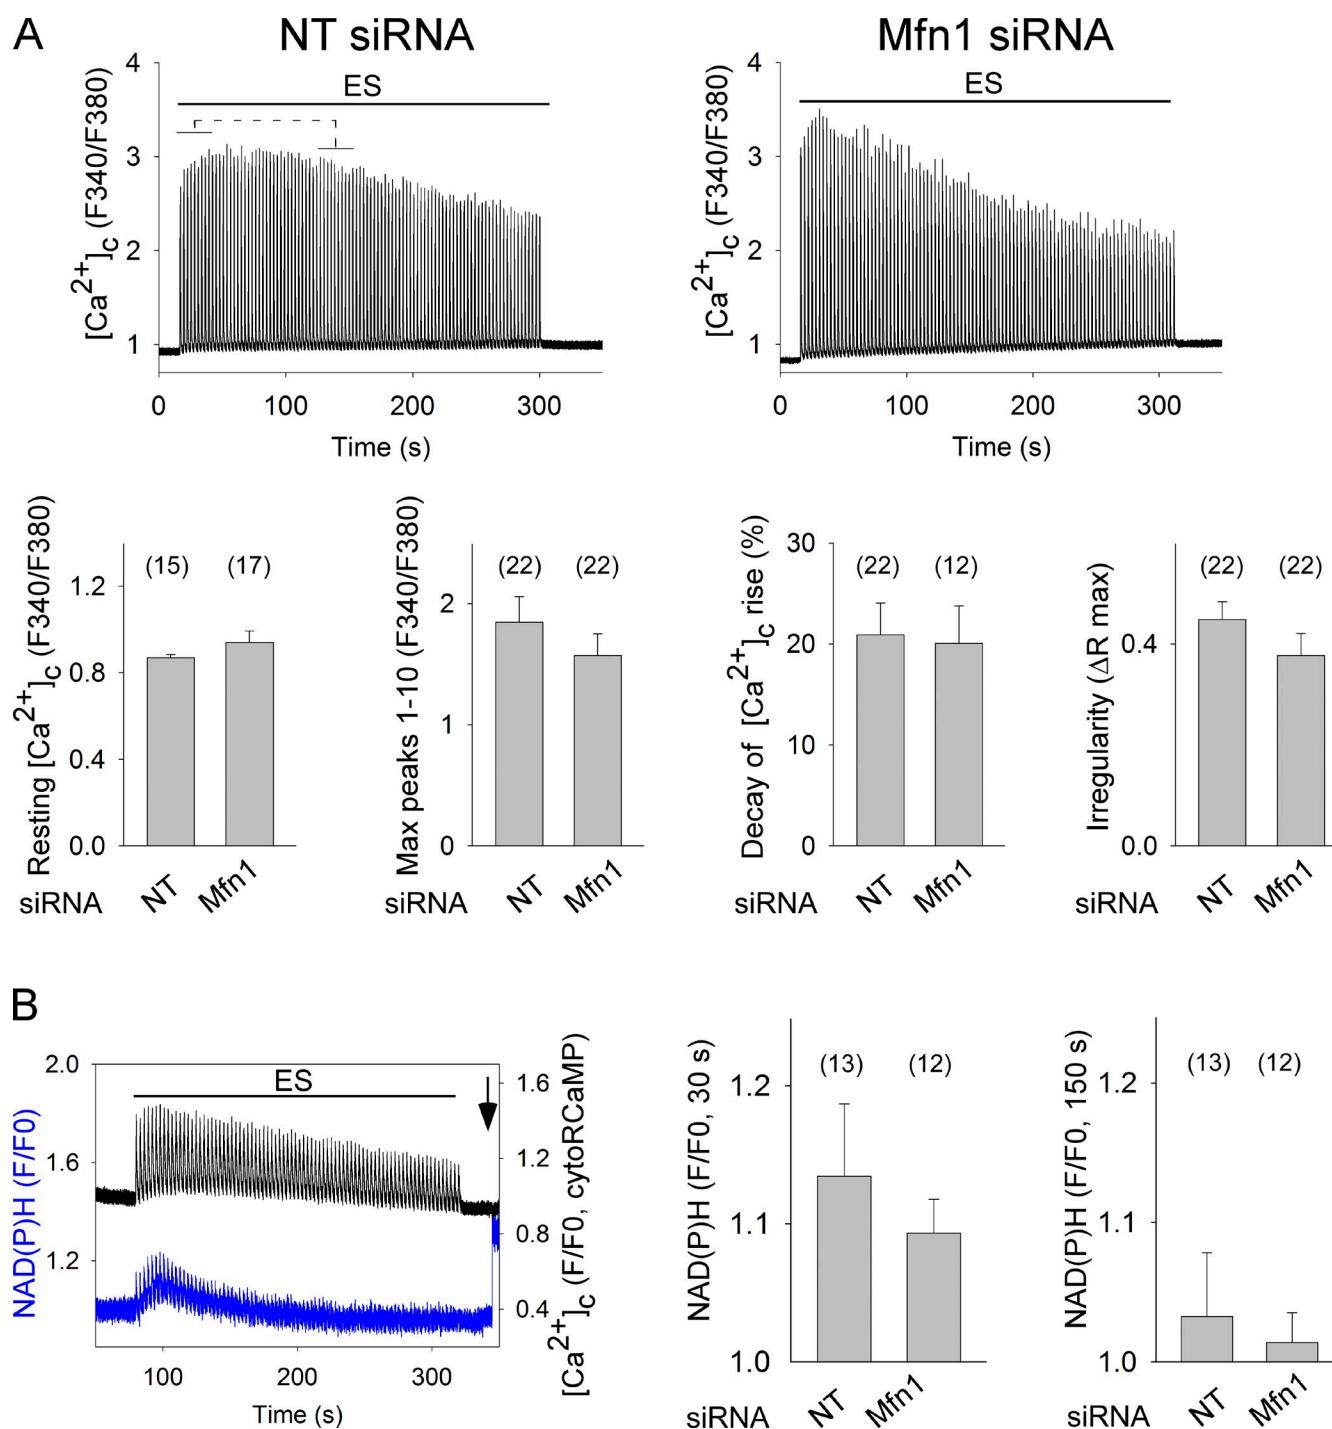 A
NT siRNA
Mfn1 siRNA
[Ca2+]c (F340/F380)
4
3
2
1
ES
0
100
200
300
Time (s)
[Ca2+]c (F340/F380)
4
3
2
1
ES
0
100
200
300
Time (s)
Resting [Ca2+]c (F340/F380)
1.2
0.8
0.4
0.0
(15)
(17)
siRNA
NT
Mfn1
Max peaks 1-10 (F340/F380)
2
1
0
(22)
(22)
siRNA
NT
Mfn1
Decay of [Ca2+]c rise (%)
30
20
10
0
(22)
(12)
siRNA
NT
Mfn1
Irregularity (ΔR max)
0.4
0.0
(22)
(22)
siRNA
NT
Mfn1
B
NAD(P)H (F/F0)
2.0
1.6
1.2
ES
1.6
1.2
0.8
0.4
[Ca2+]c (F/F0, cytoRCaMP)
100
200
300
Time (s)
NAD(P)H (F/F0, 30 s)
1.2
1.1
1.0
(13)
(12)
siRNA
NT
Mfn1
NAD(P)H (F/F0, 150 s)
1.2
1.1
1.0
(13)
(12)
siRNA
NT
Mfn1